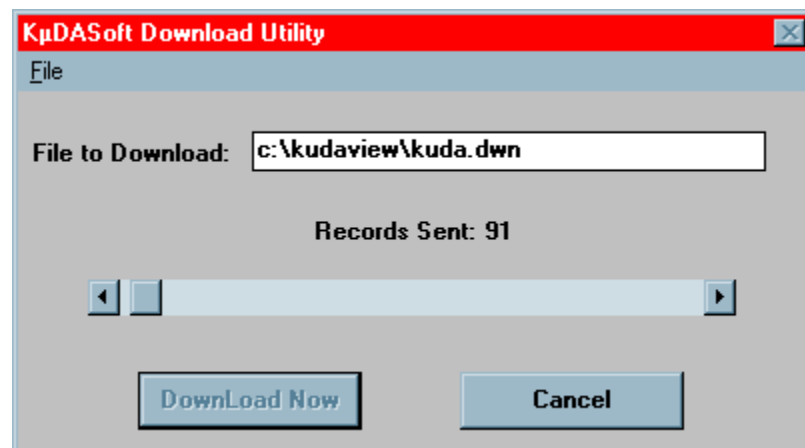 KµDASoft Download Utility
File
File to Download: c:\kudaview\kuda.dwn
Records Sent: 91
DownLoad Now Cancel